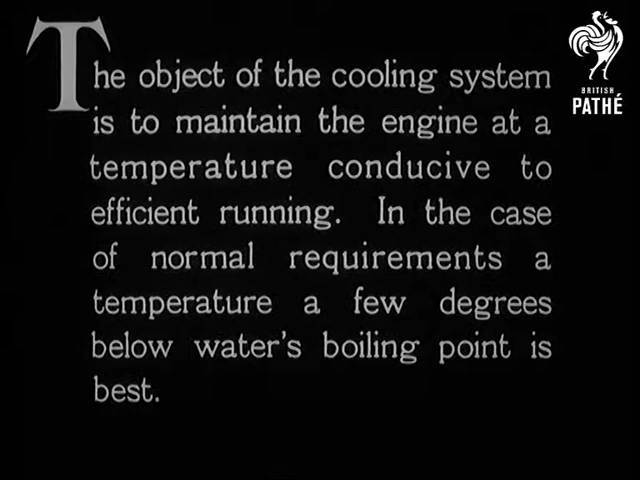 The object of the cooling system
is to maintain the engine at a
temperature conducive to
efficient running. In the case
of normal requirements a
temperature a few degrees
below water's boiling point is
best.
BRITISH
PATHÉ